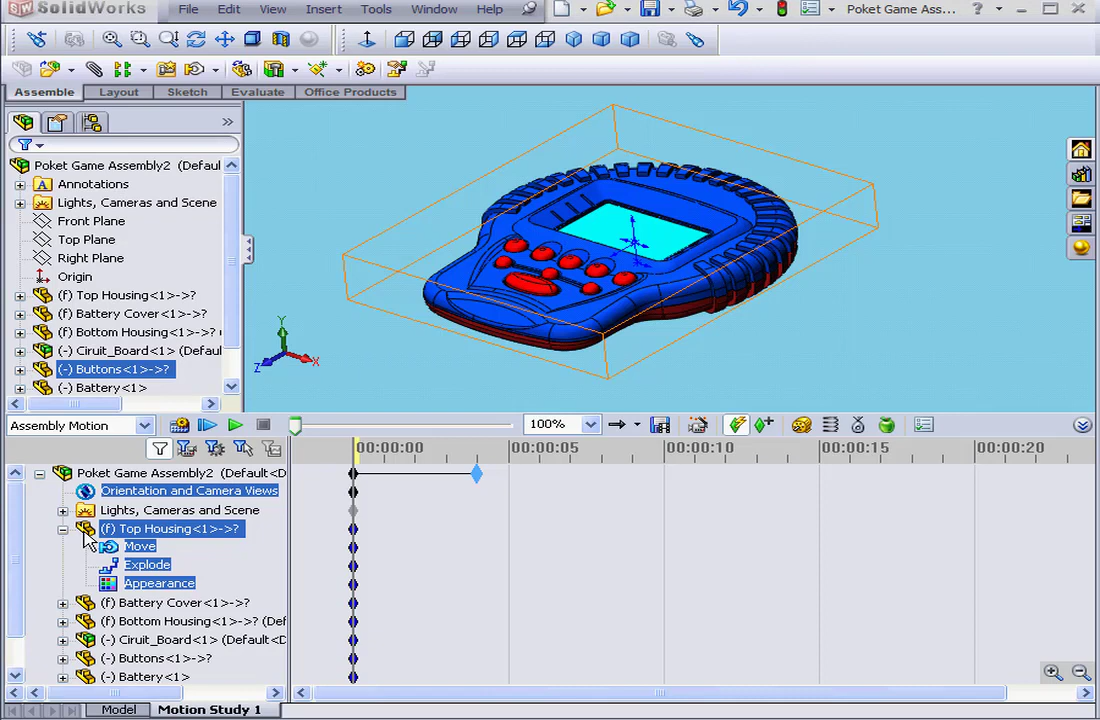 SolidWorks File Edit View Insert Tools Window Help Poket Game Ass...
Assemble Layout Sketch Evaluate Office Products
Poket Game Assembly2 (Defaul
Annotations
Lights, Cameras and Scene
Front Plane
Top Plane
Right Plane
Origin
(f) Top Housing<1>->?
(f) Battery Cover<1>->?
(f) Bottom Housing<1>->? (
(-) Ciruit_Board<1> (Defaul
(-) Buttons<1>->?
(-) Battery<1>
Y
Z X
Assembly Motion 100%
00:00:00 00:00:05 00:00:10 00:00:15 00:00:20
Poket Game Assembly2 (Default<D
Orientation and Camera Views
Lights, Cameras and Scene
(f) Top Housing<1>->?
Move
Explode
Appearance
(f) Battery Cover<1>->?
(f) Bottom Housing<1>->? (Def
(-) Ciruit_Board<1> (Default<D
(-) Buttons<1>->?
(-) Battery<1>
Model Motion Study 1